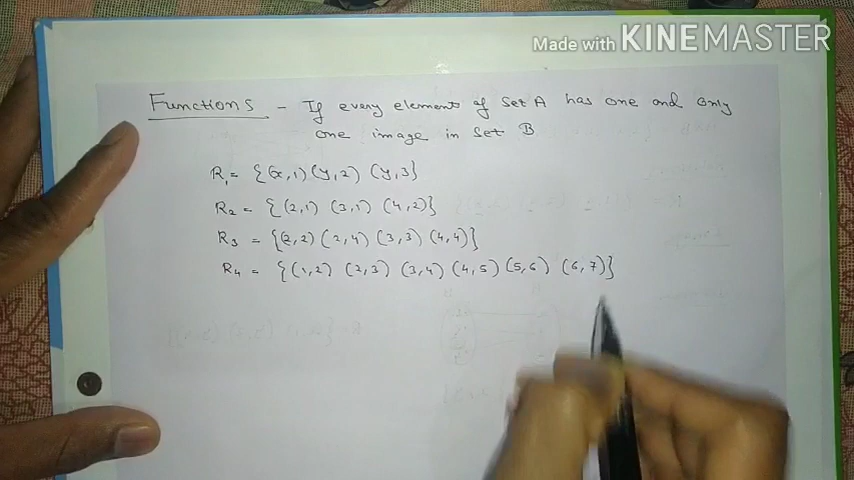 Made with KINEMASTER
Functions - If every element of Set A has one and only
one image in Set B
R₁ = {(x,1) (y,2) (y,3}
R₂ = {(2,1) (3,1) (4,2)}
R₃ = {(2,2) (2,4) (3,3) (4,4)}
R₄ = {(1,2) (2,3) (3,4) (4,5) (5,6) (6,7)}